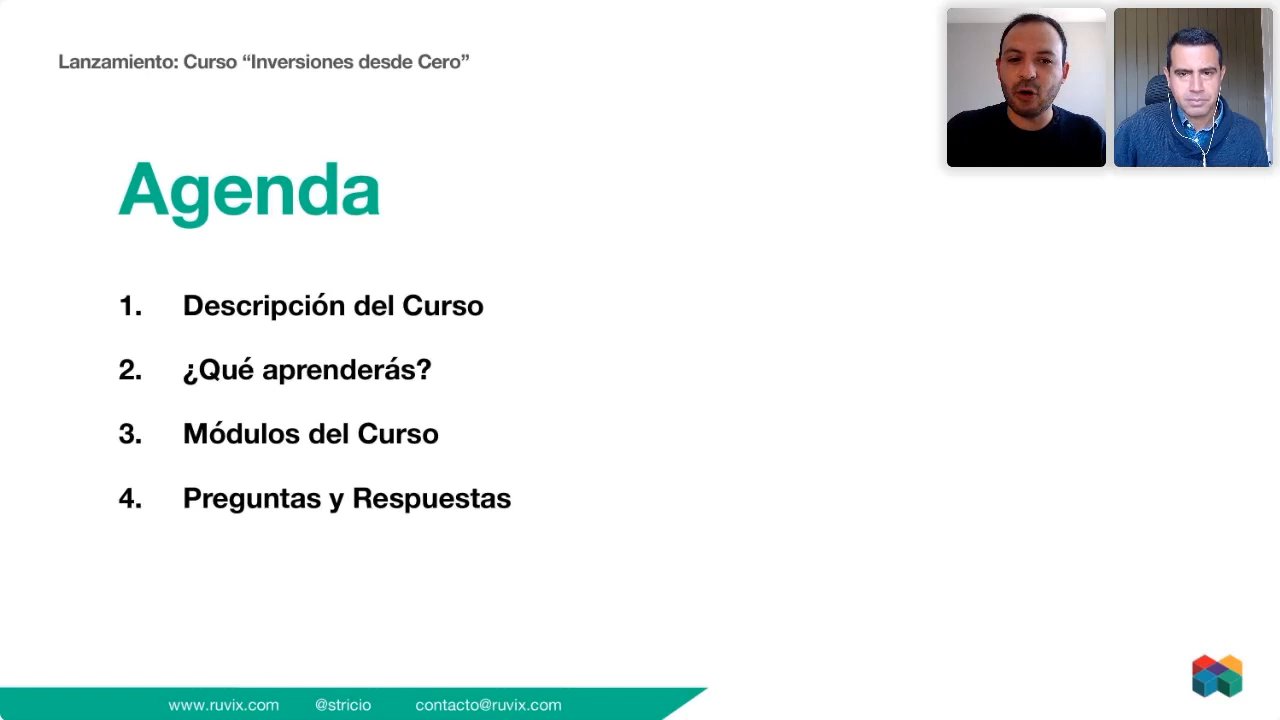 Lanzamiento: Curso “Inversiones desde Cero”
Agenda
1. Descripción del Curso
2. ¿Qué aprenderás?
3. Módulos del Curso
4. Preguntas y Respuestas
www.ruvix.com @stricio contacto@ruvix.com